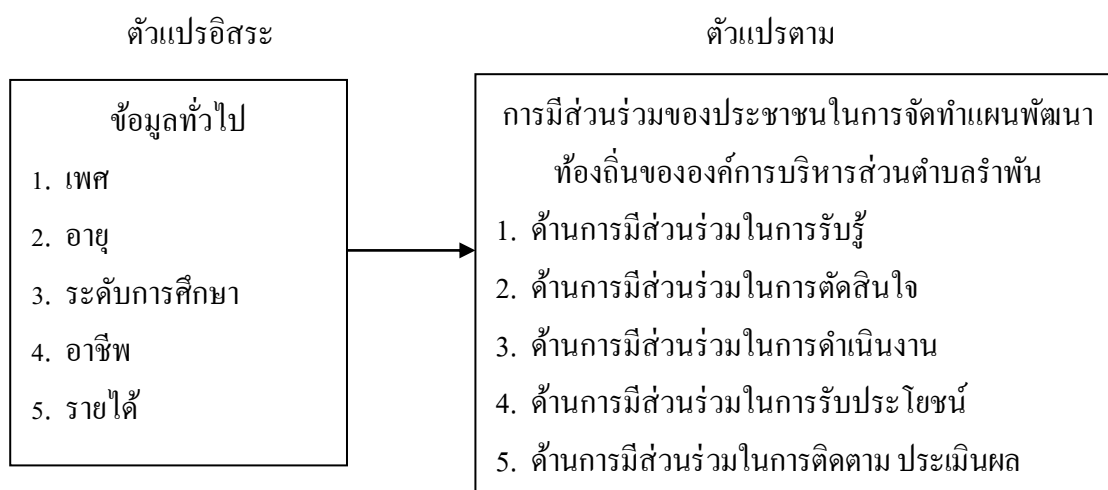 ตัวแปรอิสระ
ข้อมูลทั่วไป
1. เพศ
2. อายุ
3. ระดับการศึกษา
4. อาชีพ
5. รายได้
ตัวแปรตาม
การมีส่วนร่วมของประชาชนในการจัดทำแผนพัฒนา
ท้องถิ่นขององค์การบริหารส่วนตำบลรำพัน
1. ด้านการมีส่วนร่วมในการรับรู้
2. ด้านการมีส่วนร่วมในการตัดสินใจ
3. ด้านการมีส่วนร่วมในการดำเนินงาน
4. ด้านการมีส่วนร่วมในการรับประโยชน์
5. ด้านการมีส่วนร่วมในการติดตาม ประเมินผล